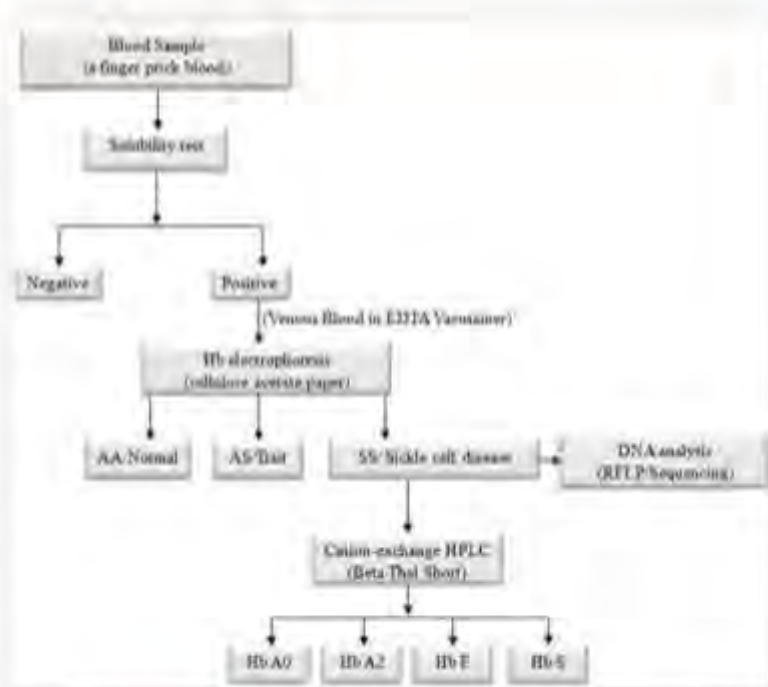 Blood Sample
(a finger prick blood)
Solubility test
Negative
Positive
(Venous Blood in EDTA Vacutainer)
Hb electrophoresis
(cellulose acetate paper)
AA/Normal
AS/Trait
SS/Sickle cell disease
DNA analysis
(RFLP/Sequencing)
Cation-exchange HPLC
(Beta Thal Short)
Hb A0
Hb A2
Hb
Hb S